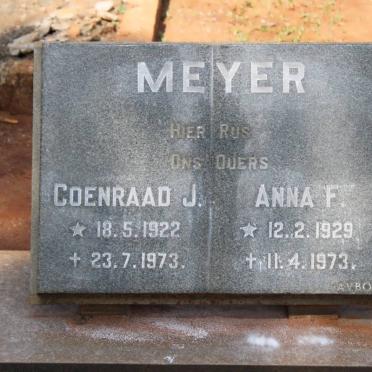 MEYER
HIER RUS
ONS OUERS
COENRAAD J. ANNA F.
★ 18.5.1922 ★ 12.2.1929
✝ 23.7.1973. ✝ 11.4.1973.